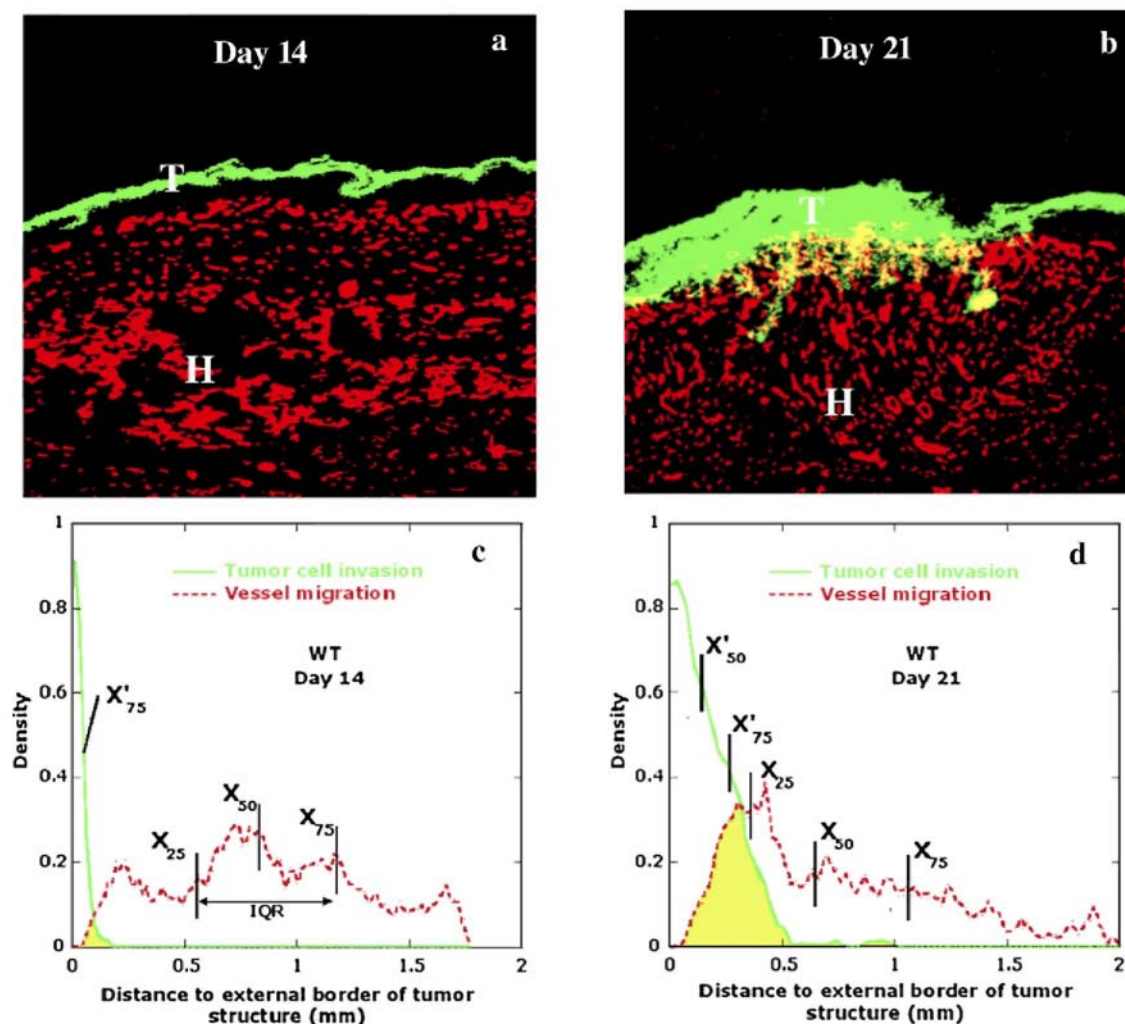 Day 14
a
T
H
Day 21
b
T
H
1
0.8
0.6
0.4
0.2
0
Density
c
Tumor cell invasion
Vessel migration
WT
Day 14
X'75
X25
X50
X75
IQR
0
0.5
1
1.5
2
Distance to external border of tumor
structure (mm)
1
0.8
0.6
0.4
0.2
0
Density
d
Tumor cell invasion
Vessel migration
WT
Day 21
X'50
X'75
X25
X50
X75
0
0.5
1
1.5
2
Distance to external border of tumor
structure (mm)